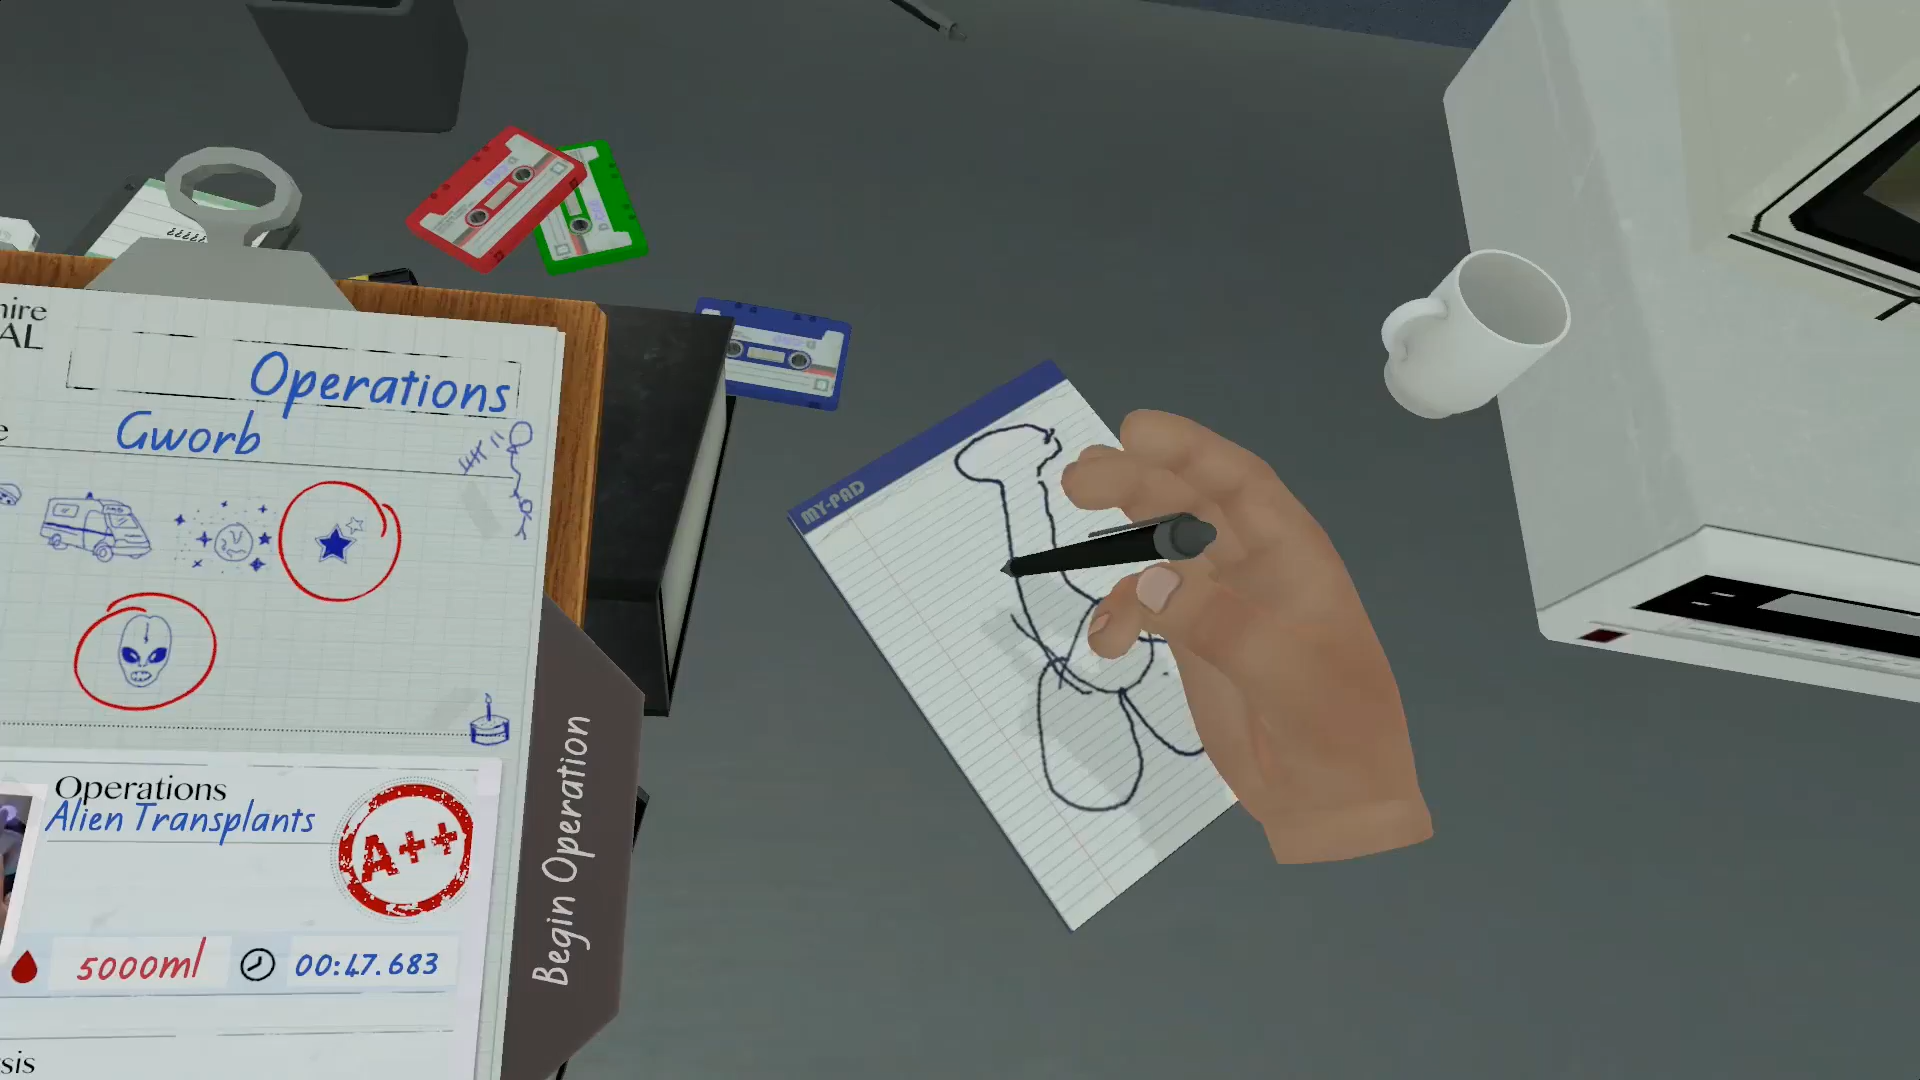 hire
AL
Operations
e
Gworb
MY-PAD
Operations
Alien Transplants
A++
5000ml
00:47.683
sis
Begin Operation